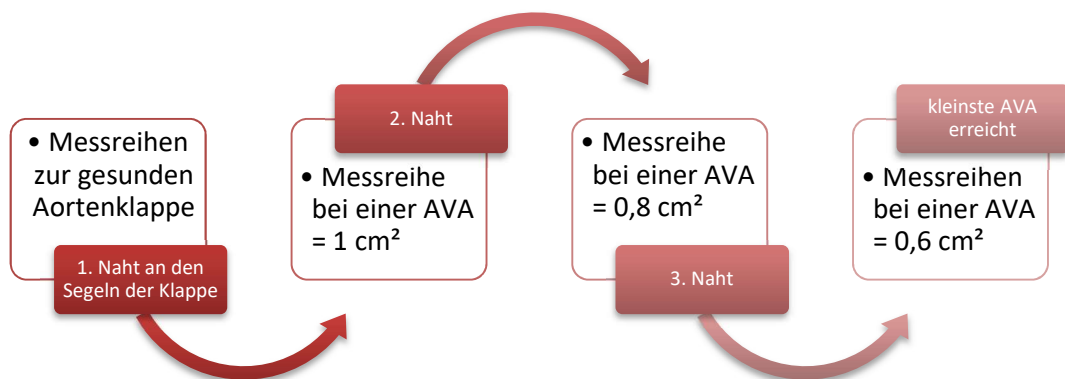 • Messreihen
zur gesunden
Aortenklappe
1. Naht an den
Segeln der Klappe
2. Naht
• Messreihe
bei einer AVA
= 1 cm²
• Messreihe
bei einer AVA
= 0,8 cm²
3. Naht
kleinste AVA
erreicht
• Messreihen
bei einer AVA
= 0,6 cm²